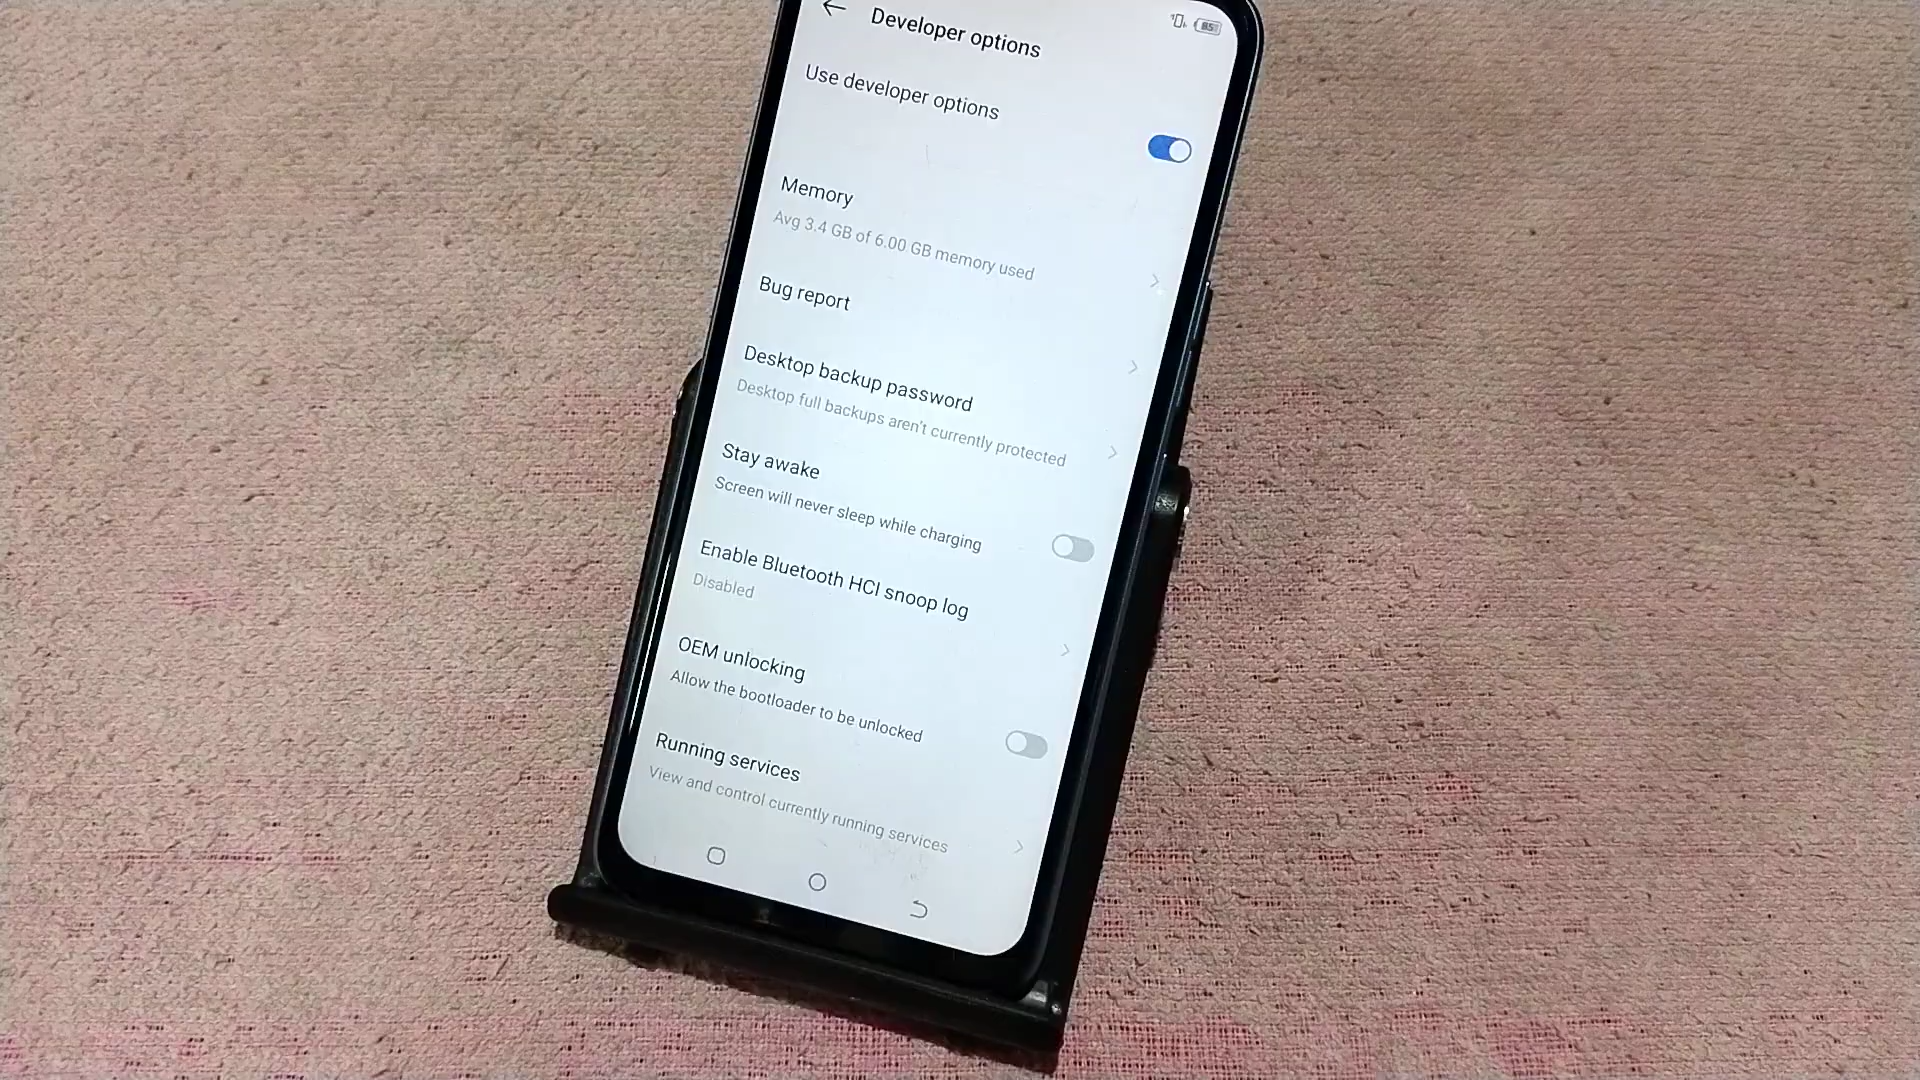 Developer options
85
Use developer options
Memory
Avg 3.4 GB of 6.00 GB memory used
Bug report
Desktop backup password
Desktop full backups aren't currently protected
Stay awake
Screen will never sleep while charging
Enable Bluetooth HCI snoop log
Disabled
OEM unlocking
Allow the bootloader to be unlocked
Running services
View and control currently running services